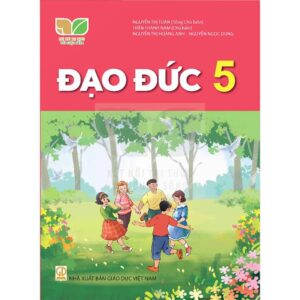 NGUYỄN THỊ TOAN (Tổng Chủ biên)
TRẦN THÀNH NAM (Chủ biên)
NGUYỄN THỊ HOÀNG ANH - NGUYỄN NGỌC DUNG
ĐẠO ĐỨC 5
NHÀ XUẤT BẢN GIÁO DỤC VIỆT NAM